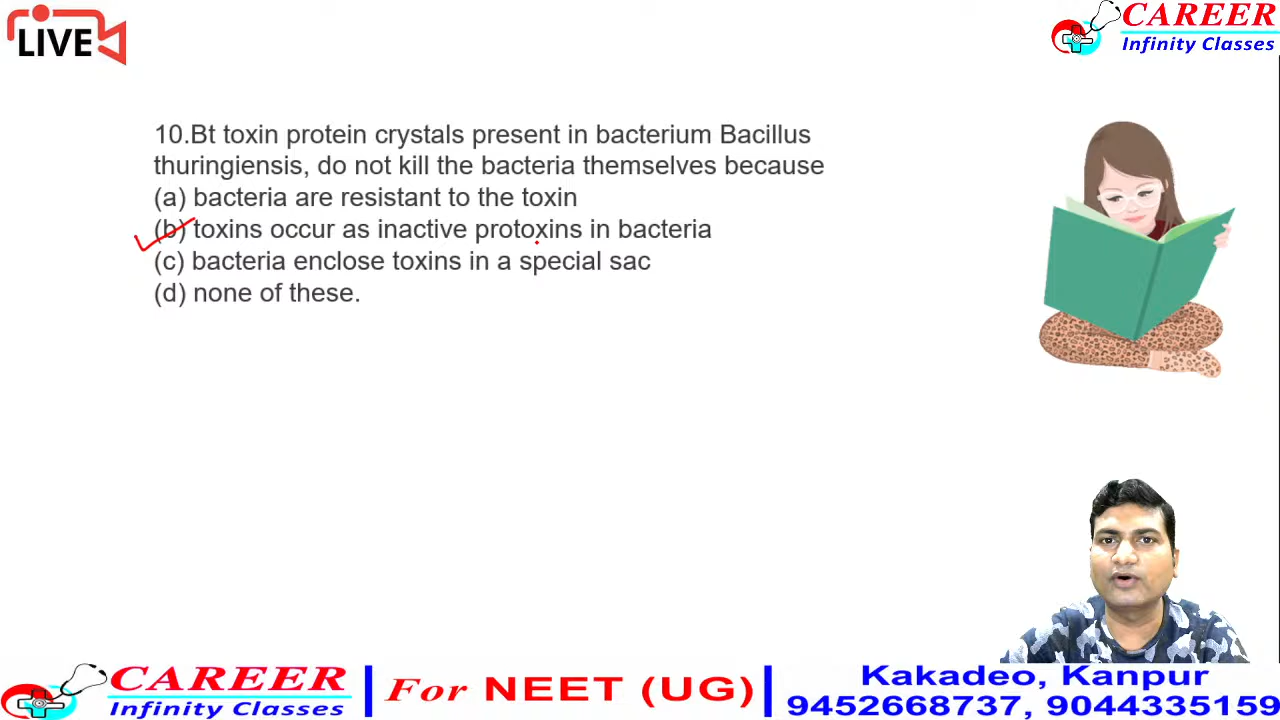 LIVE
CAREER
Infinity Classes
10.Bt toxin protein crystals present in bacterium Bacillus
thuringiensis, do not kill the bacteria themselves because
(a) bacteria are resistant to the toxin
(b) toxins occur as inactive protoxins in bacteria
(c) bacteria enclose toxins in a special sac
(d) none of these.
CAREER
Infinity Classes
For NEET (UG)
Kakadeo, Kanpur
9452668737, 9044335159